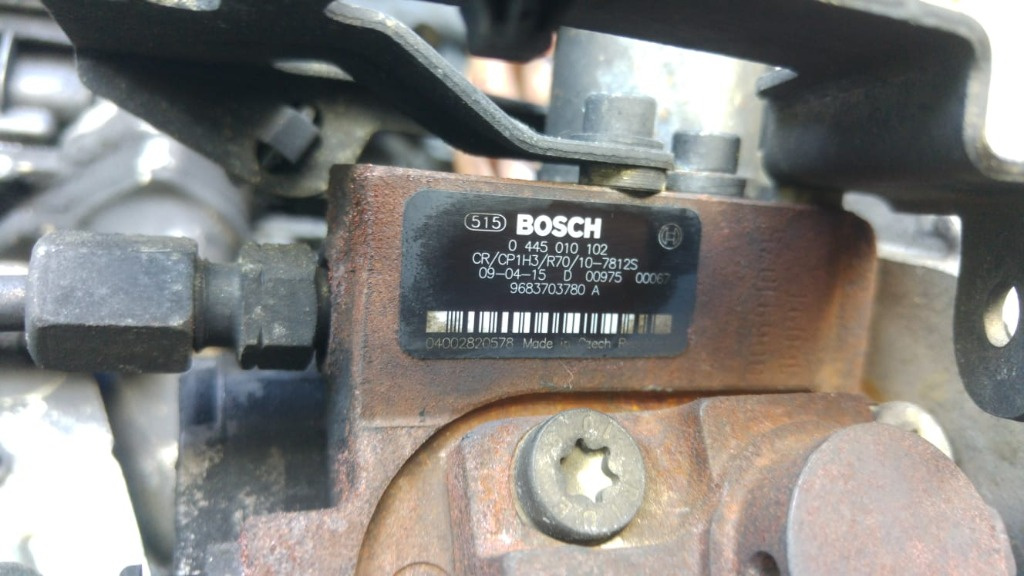 515 BOSCH
0 445 010 102
CR/CP1H3/R70/10-7812S
09-04-15 D 00975 00067
9683703780 A
04002820578 Made in Czech